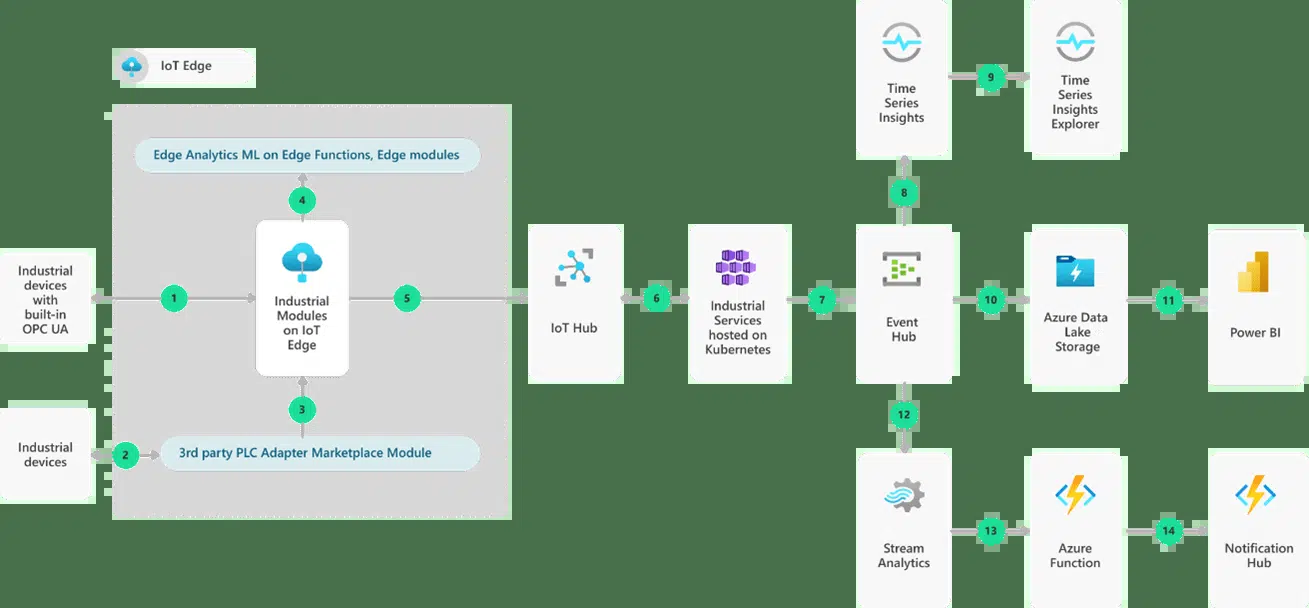 IoT Edge
Edge Analytics ML on Edge Functions, Edge modules
4
Industrial
devices
with
built-in
OPC UA
1
Industrial
Modules
on IoT
Edge
5
3
Industrial
devices
2
3rd party PLC Adapter Marketplace Module
IoT Hub
6
Industrial
Services
hosted on
Kubernetes
7
Time
Series
Insights
9
Time
Series
Insights
Explorer
8
Event
Hub
10
Azure Data
Lake
Storage
11
Power BI
12
Stream
Analytics
13
Azure
Function
14
Notification
Hub